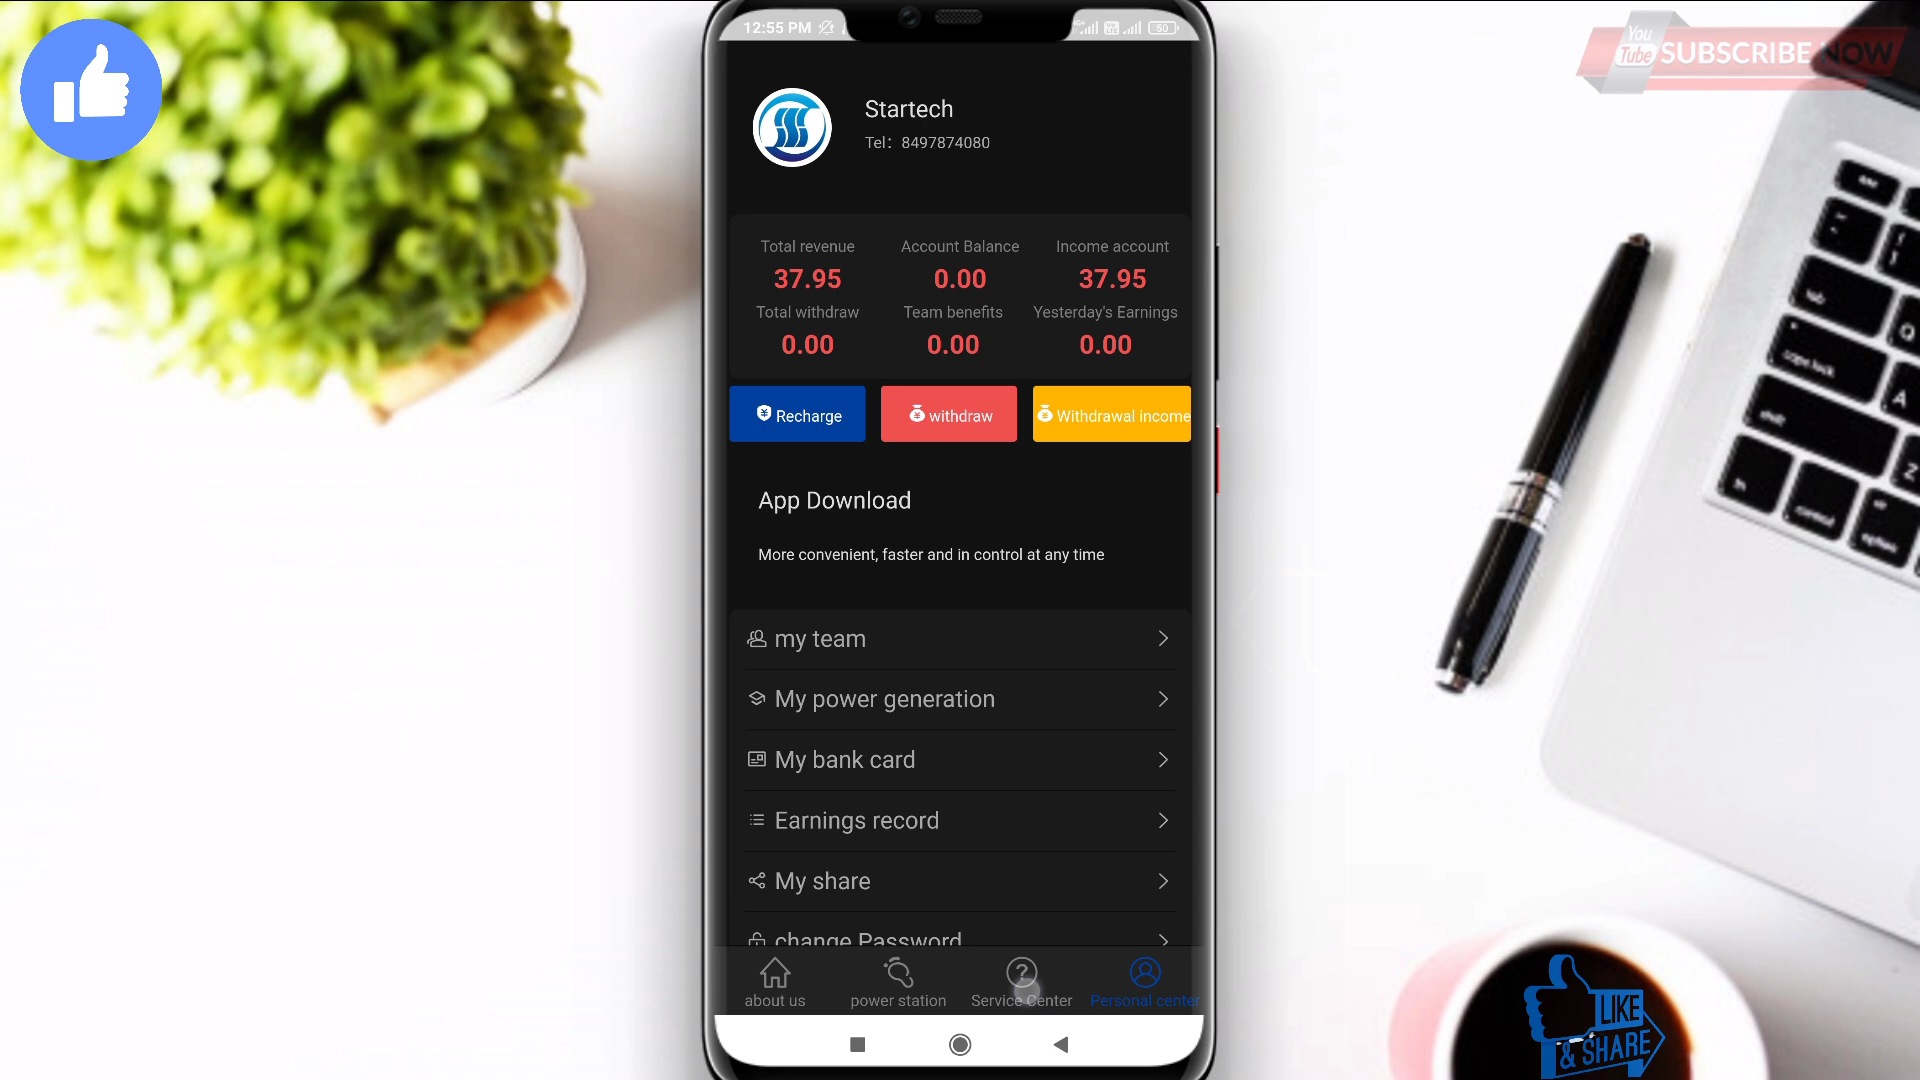 12:55 PM
50
You
Tube
SUBSCRIBE NOW
Startech
Tel: 8497874080
Total revenue
Account Balance
Income account
37.95
0.00
37.95
Total withdraw
Team benefits
Yesterday's Earnings
0.00
0.00
0.00
Recharge
withdraw
Withdrawal income
App Download
More convenient, faster and in control at any time
my team
My power generation
My bank card
Earnings record
My share
change Password
about us
power station
Service Center
Personal center
LIKE
& SHARE